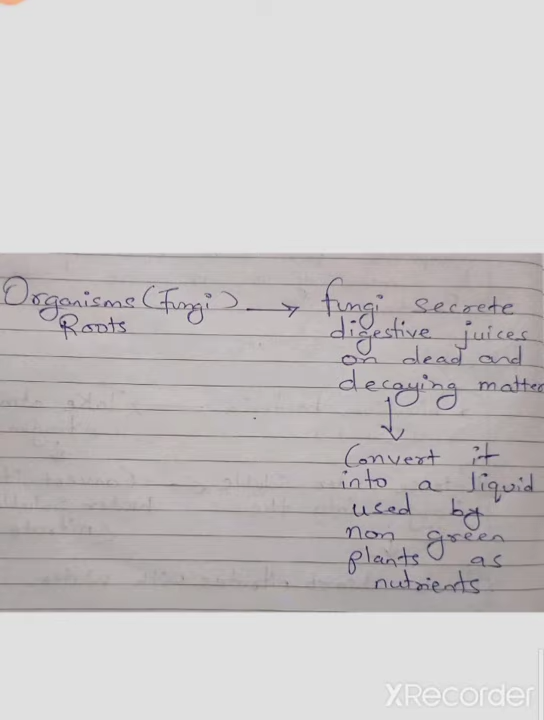 Organisms (Fungi) → fungi secrete
Roots
digestive juices
on dead and
decaying matter
↓
Convert it
into a liquid
used by
non green
plants as
nutrients
XRecorder